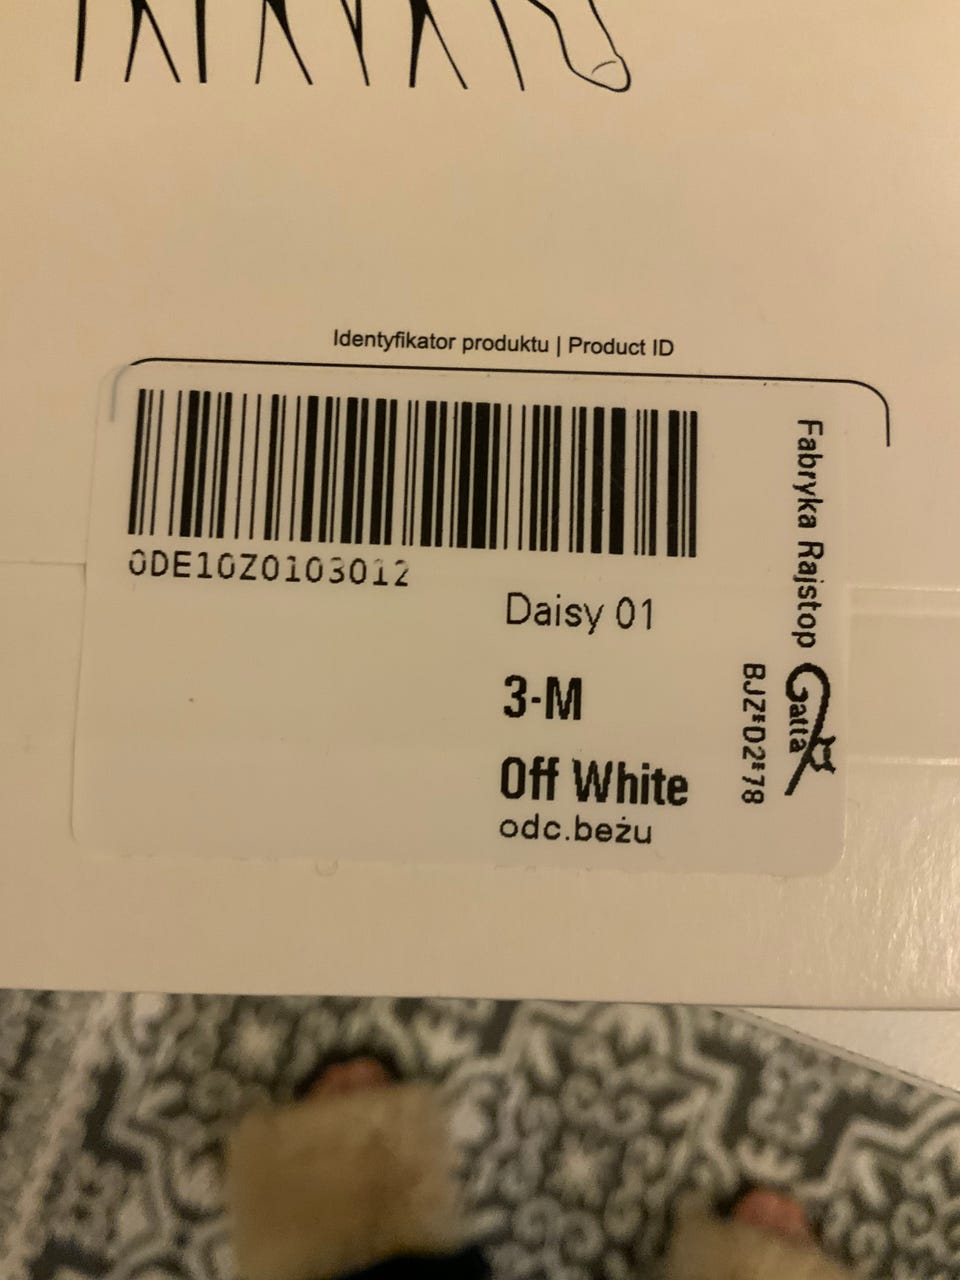 Identyfikator produktu | Product ID
0DE10Z0103012
Daisy 01
3-M
Off White
odc.beżu
Fabryka Rajstop Gatta
BJZ*D2*78